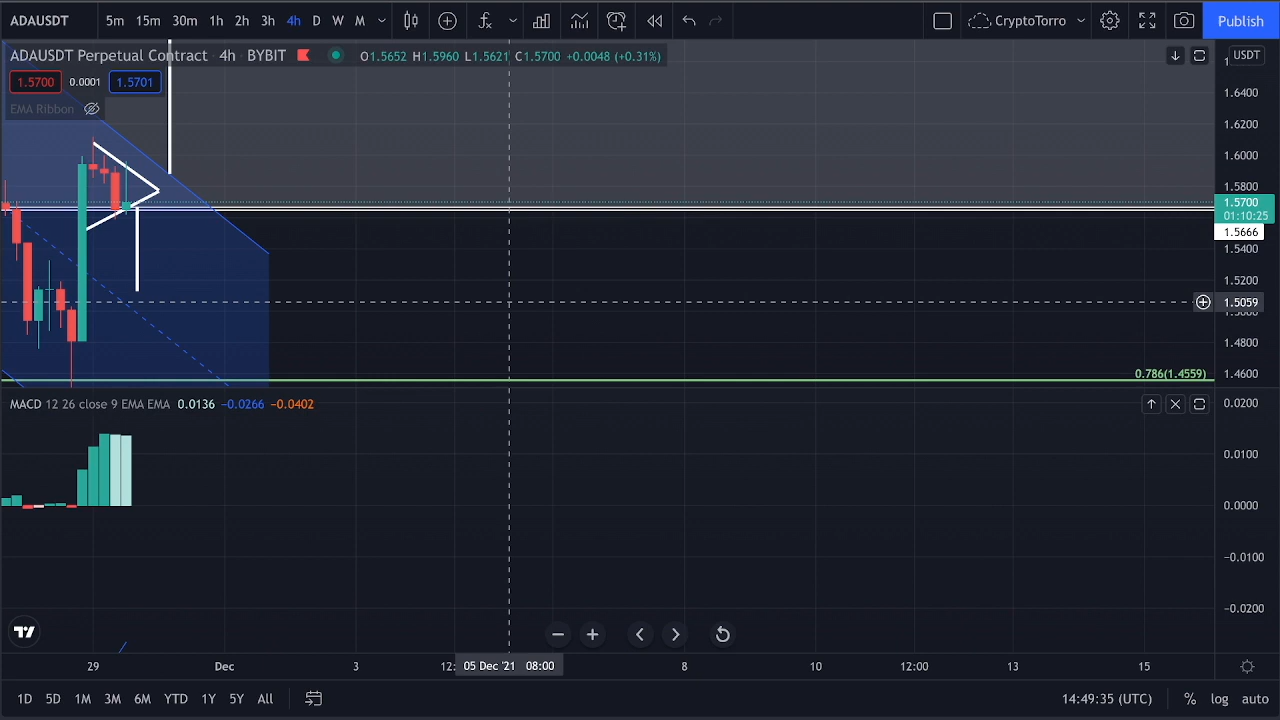 ADAUSDT 5m 15m 30m 1h 2h 3h 4h D W M CryptoTorro Publish
ADAUSDT Perpetual Contract 4h BYBIT O1.5652 H1.5960 L1.5621 C1.5700 +0.0048 (+0.31%) USDT
1.5700 0.0001 1.5701
1.6400
EMA Ribbon
1.6200
1.6000
1.5800
1.5700
01:10:25
1.5666
1.5400
1.5200
1.5059
1.4800
0.786(1.4559) 1.4600
MACD 12 26 close 9 EMA EMA 0.0136 −0.0266 −0.0402 0.0200
0.0100
0.0000
−0.0100
−0.0200
29 Dec 3 05 Dec '21 08:00 8 10 12:00 13 15
1D 5D 1M 3M 6M YTD 1Y 5Y All 14:49:35 (UTC) % log auto